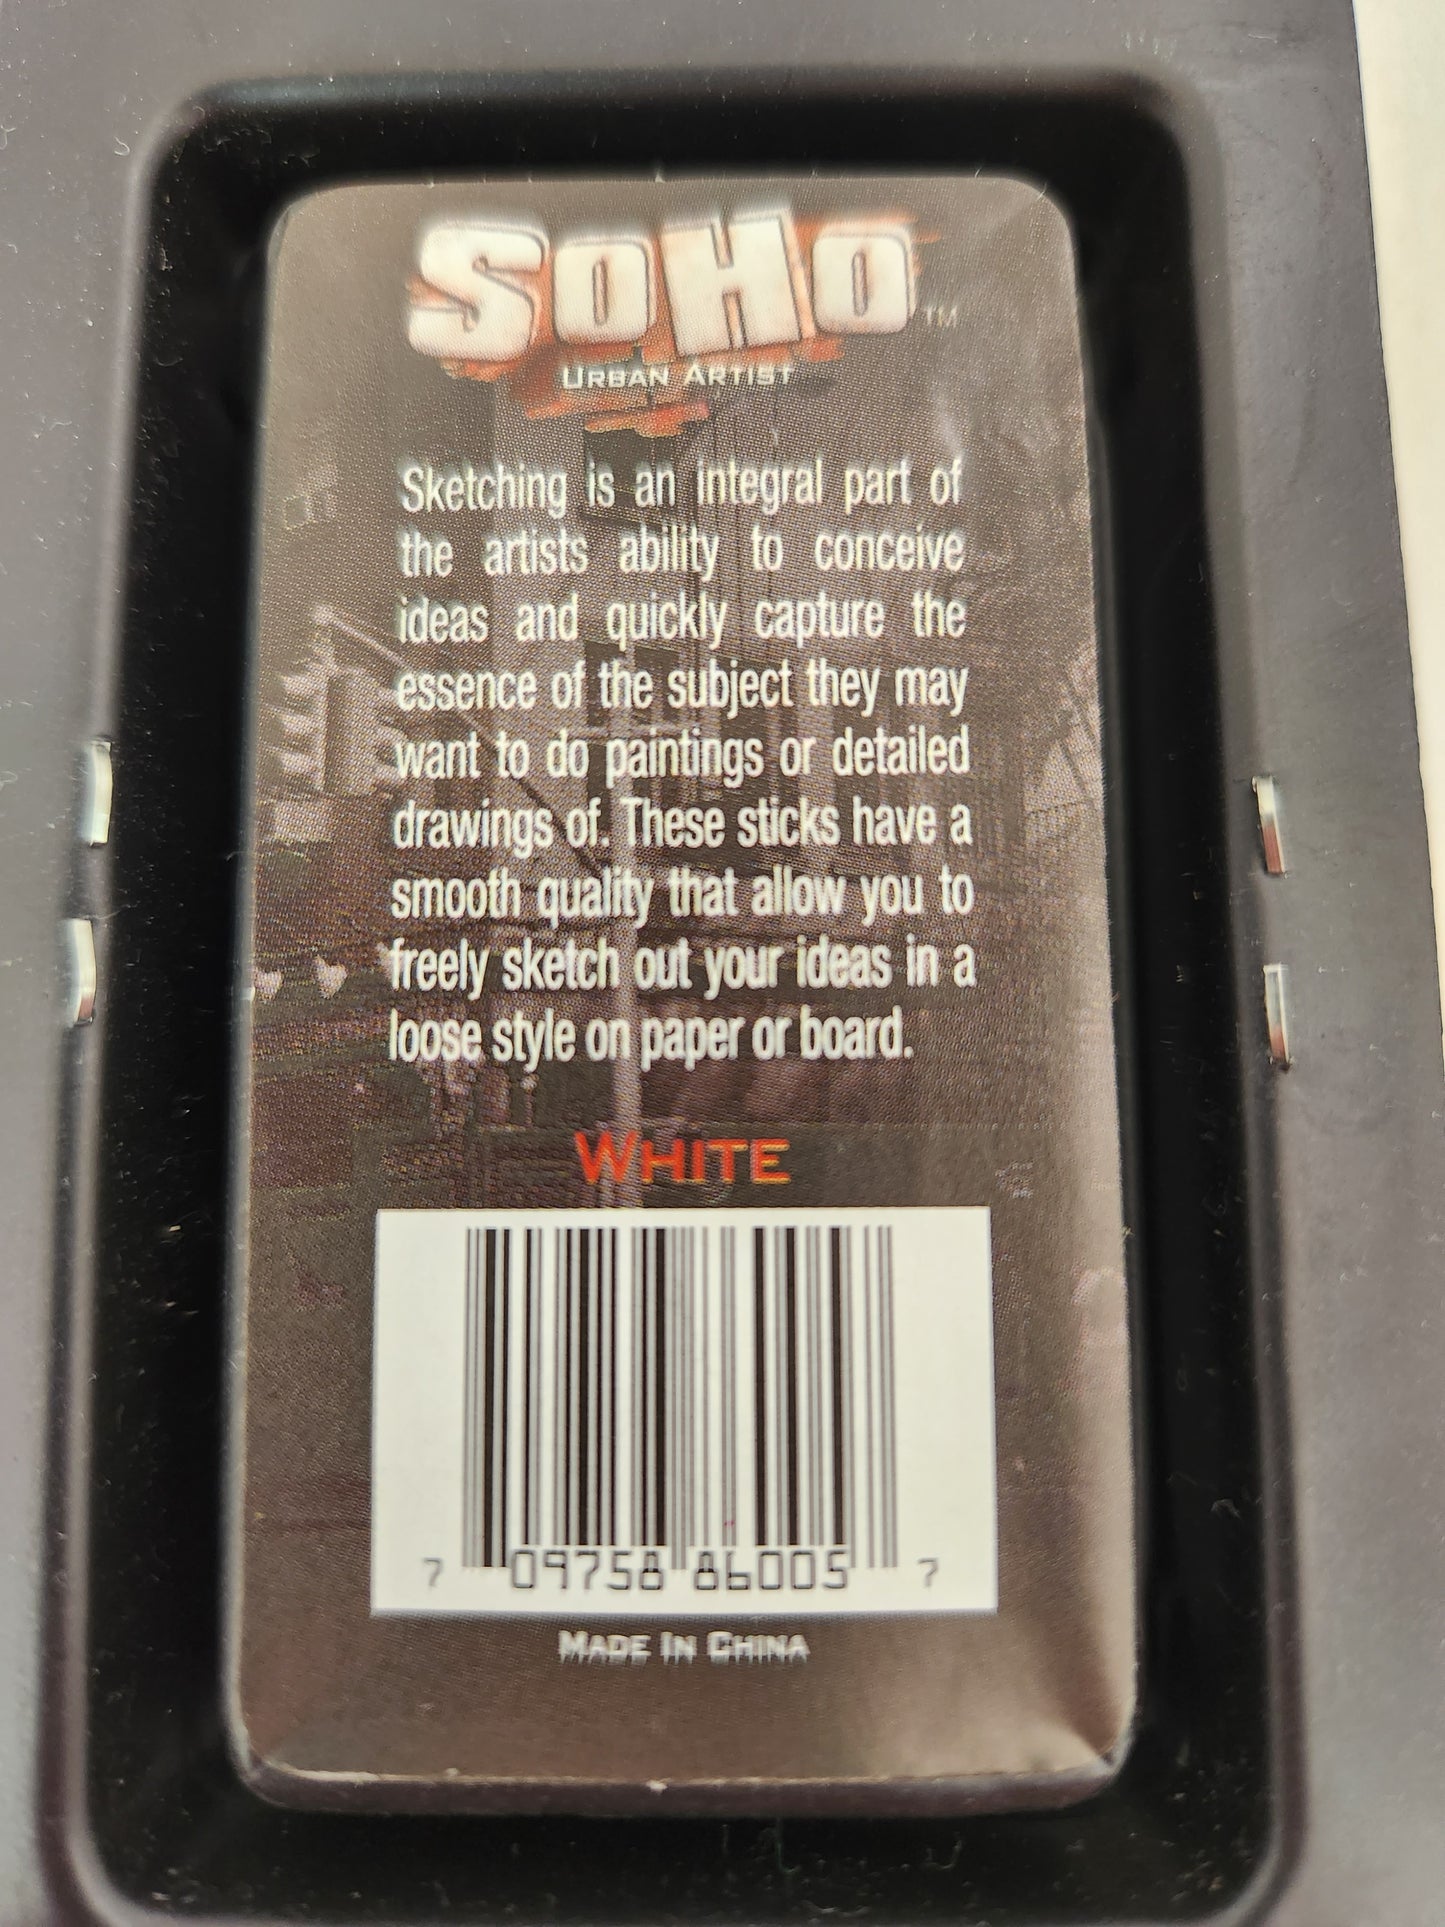 SoHo™
URBAN ARTIST
Sketching is an integral part of
the artists ability to conceive
ideas and quickly capture the
essence of the subject they may
want to do paintings or detailed
drawings of. These sticks have a
smooth quality that allow you to
freely sketch out your ideas in a
loose style on paper or board.
WHITE
7 09758 86005 7
MADE IN CHINA